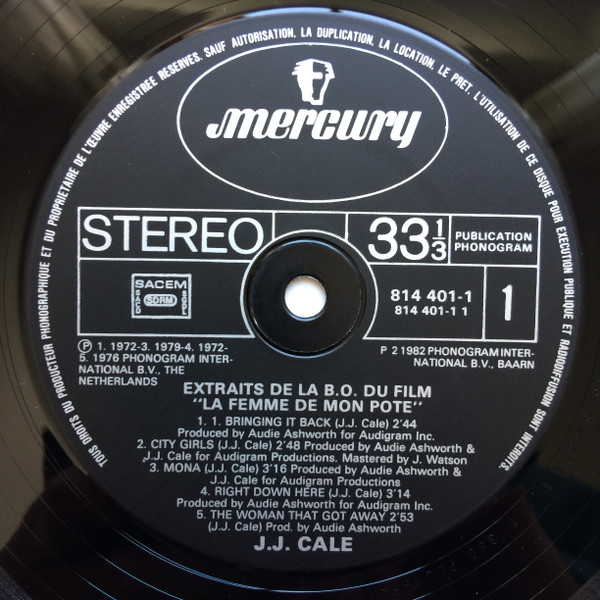 TOUS DROITS DU PRODUCTEUR PHONOGRAPHIQUE ET DU PROPRIETAIRE DE L'ŒUVRE ENREGISTREE RESERVES. SAUF AUTORISATION, LA DUPLICATION, LA LOCATION, LE PRET, L'UTILISATION DE CE DISQUE POUR EXECUTION PUBLIQUE ET RADIODIFFUSION SONT INTERDITS.
mercury
STEREO
33 1/3
PUBLICATION
PHONOGRAM
SACEM
SACD SDRM SGDL
814 401-1
814 401-1 1
1
Ⓟ 1. 1972-3. 1979-4. 1972-
5. 1976 PHONOGRAM INTER-
NATIONAL B.V., THE
NETHERLANDS
P 2 1982 PHONOGRAM INTER-
NATIONAL B.V., BAARN
EXTRAITS DE LA B.O. DU FILM
"LA FEMME DE MON POTE"
1. 1. BRINGING IT BACK (J.J. Cale) 2'44
Produced by Audie Ashworth for Audigram Inc.
2. CITY GIRLS (J.J. Cale) 2'48 Produced by Audie Ashworth &
J.J. Cale for Audigram Productions. Mastered by J. Watson
3. MONA (J.J. Cale) 3'16 Produced by Audie Ashworth &
J.J. Cale for Audigram Productions
4. RIGHT DOWN HERE (J.J. Cale) 3'14
Produced by Audie Ashworth for Audigram Inc.
5. THE WOMAN THAT GOT AWAY 2'53
(J.J. Cale) Prod. by Audie Ashworth
J.J. CALE